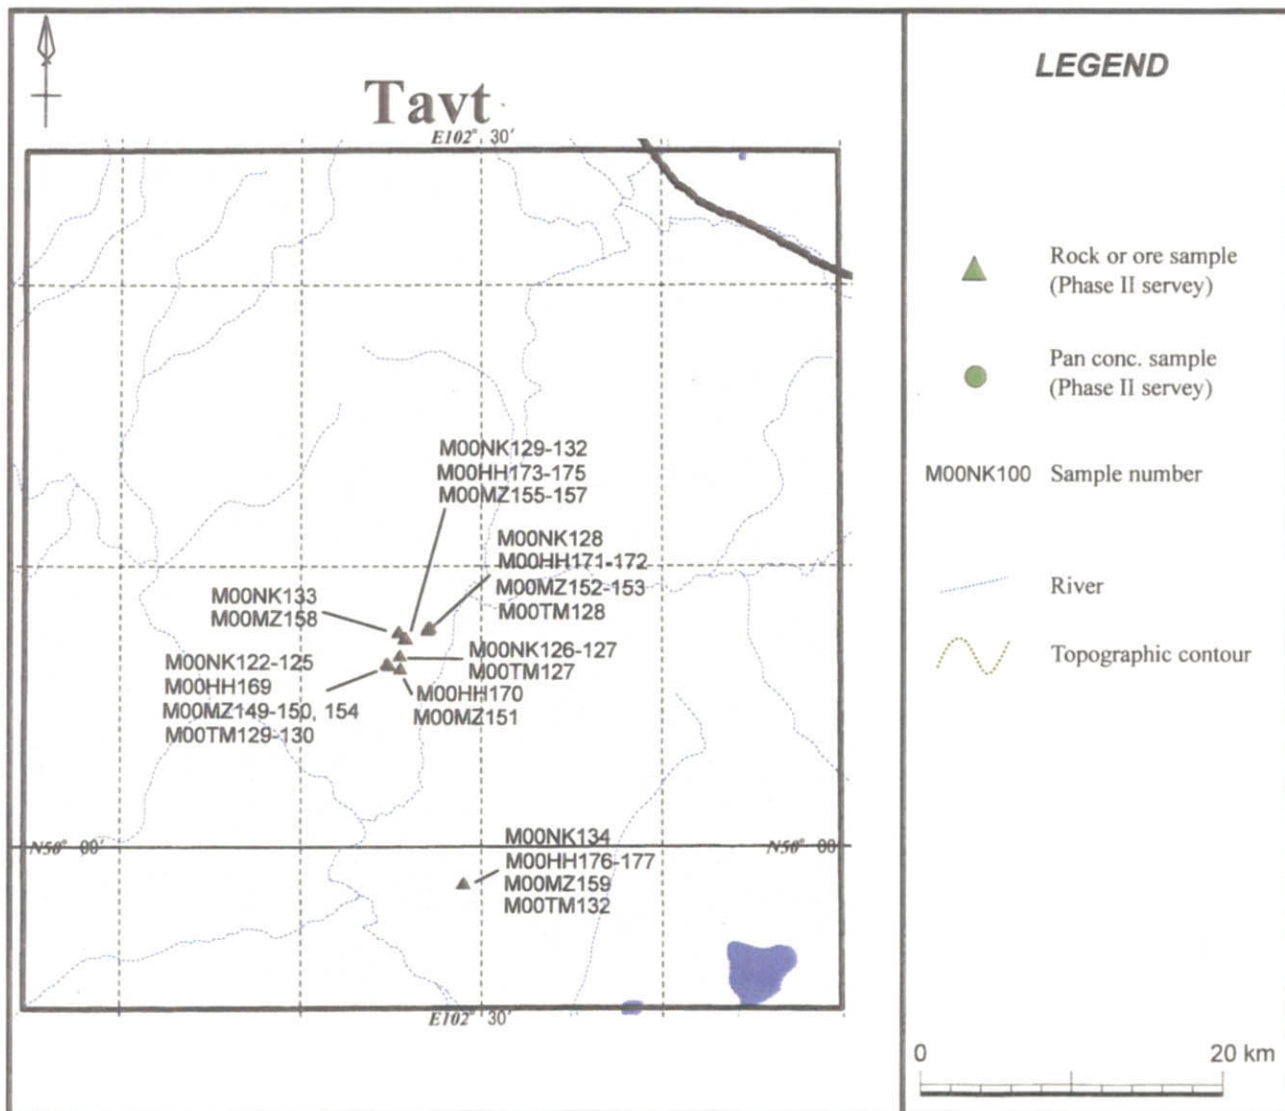 Tavt
E102° 30'
M00NK129-132
M00HH173-175
M00MZ155-157
M00NK128
M00HH171-172
M00MZ152-153
M00TM128
M00NK133
M00MZ158
M00NK126-127
M00TM127
M00NK122-125
M00HH169
M00MZ149-150, 154
M00TM129-130
M00HH170
M00MZ151
N50° 00'
N50° 00
M00NK134
M00HH176-177
M00MZ159
M00TM132
E102° 30'
LEGEND
Rock or ore sample
(Phase II servey)
Pan conc. sample
(Phase II servey)
M00NK100 Sample number
River
Topographic contour
0 20 km